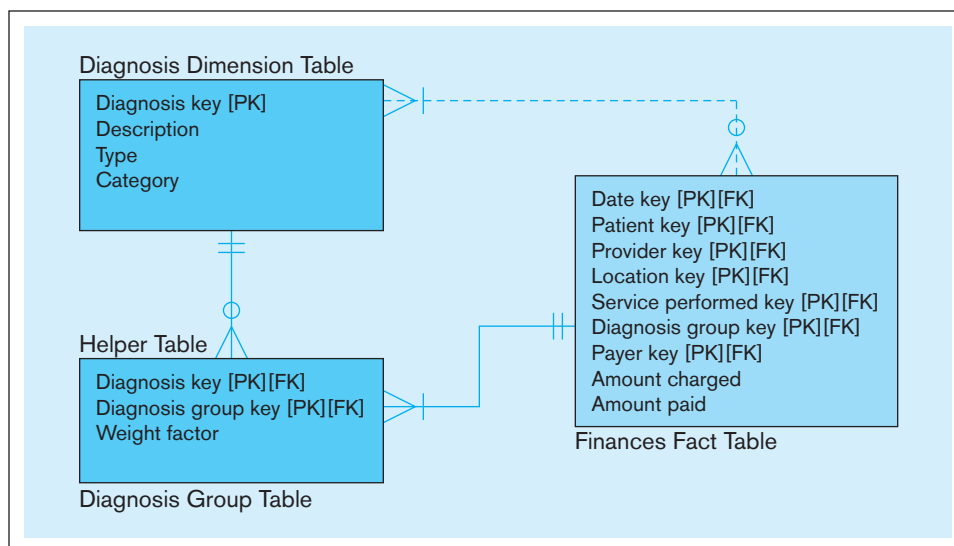 Diagnosis Dimension Table
Diagnosis key [PK]
Description
Type
Category
Helper Table
Diagnosis key [PK][FK]
Diagnosis group key [PK][FK]
Weight factor
Diagnosis Group Table
Date key [PK][FK]
Patient key [PK][FK]
Provider key [PK][FK]
Location key [PK][FK]
Service performed key [PK][FK]
Diagnosis group key [PK][FK]
Payer key [PK][FK]
Amount charged
Amount paid
Finances Fact Table